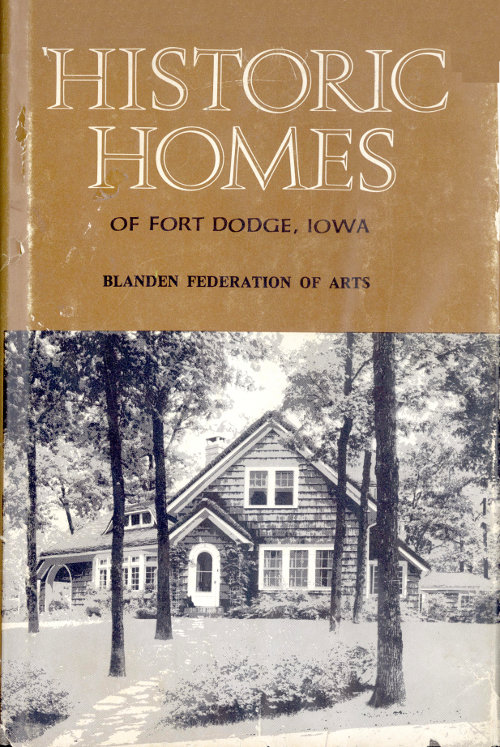 HISTORIC
HOMES
OF FORT DODGE, IOWA
BLANDEN FEDERATION OF ARTS